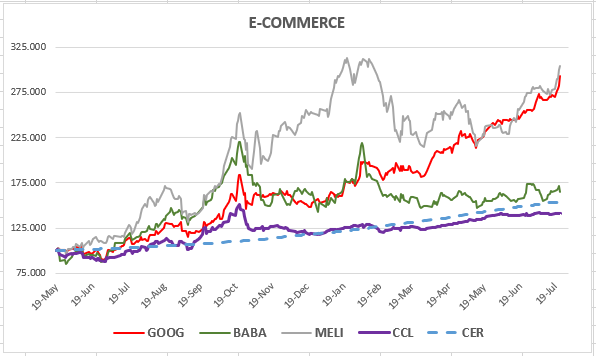 E-COMMERCE
325.000
275.000
225.000
175.000
125.000
75.000
19-May
19-Jun
19-Jul
19-Aug
19-Sep
19-Oct
19-Nov
19-Dec
19-Jan
19-Feb
19-Mar
19-Apr
19-May
19-Jun
19-Jul
GOOG BABA MELI CCL CER